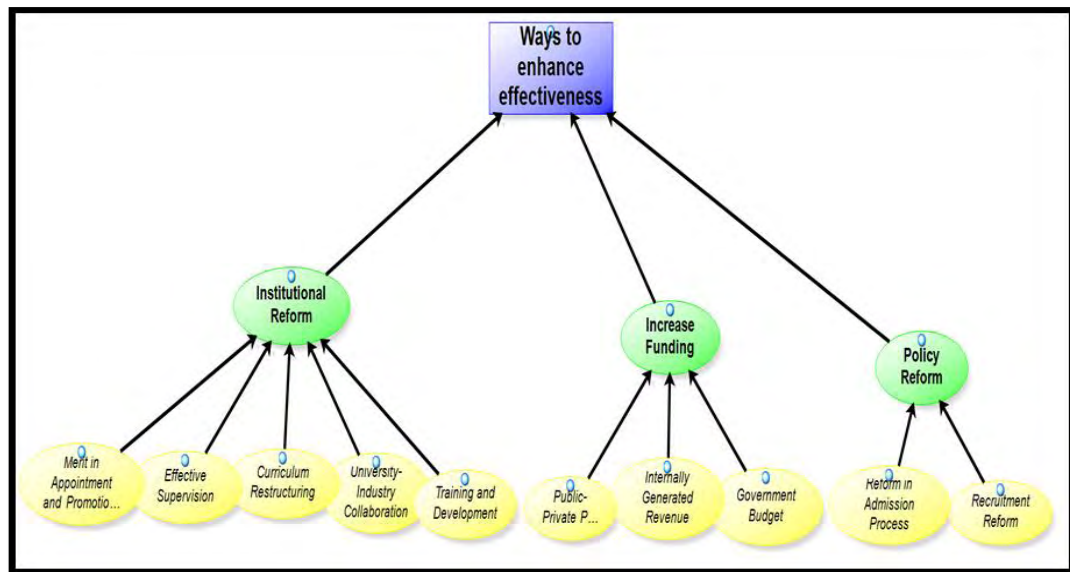 Ways to
enhance
effectiveness
Institutional
Reform
Increase
Funding
Policy
Reform
Merit in
Appointment
and Promotio...
Effective
Supervision
Curriculum
Restructuring
University-
Industry
Collaboration
Training and
Development
Public-
Private P...
Internally
Generated
Revenue
Government
Budget
Reform in
Admission
Process
Recruitment
Reform